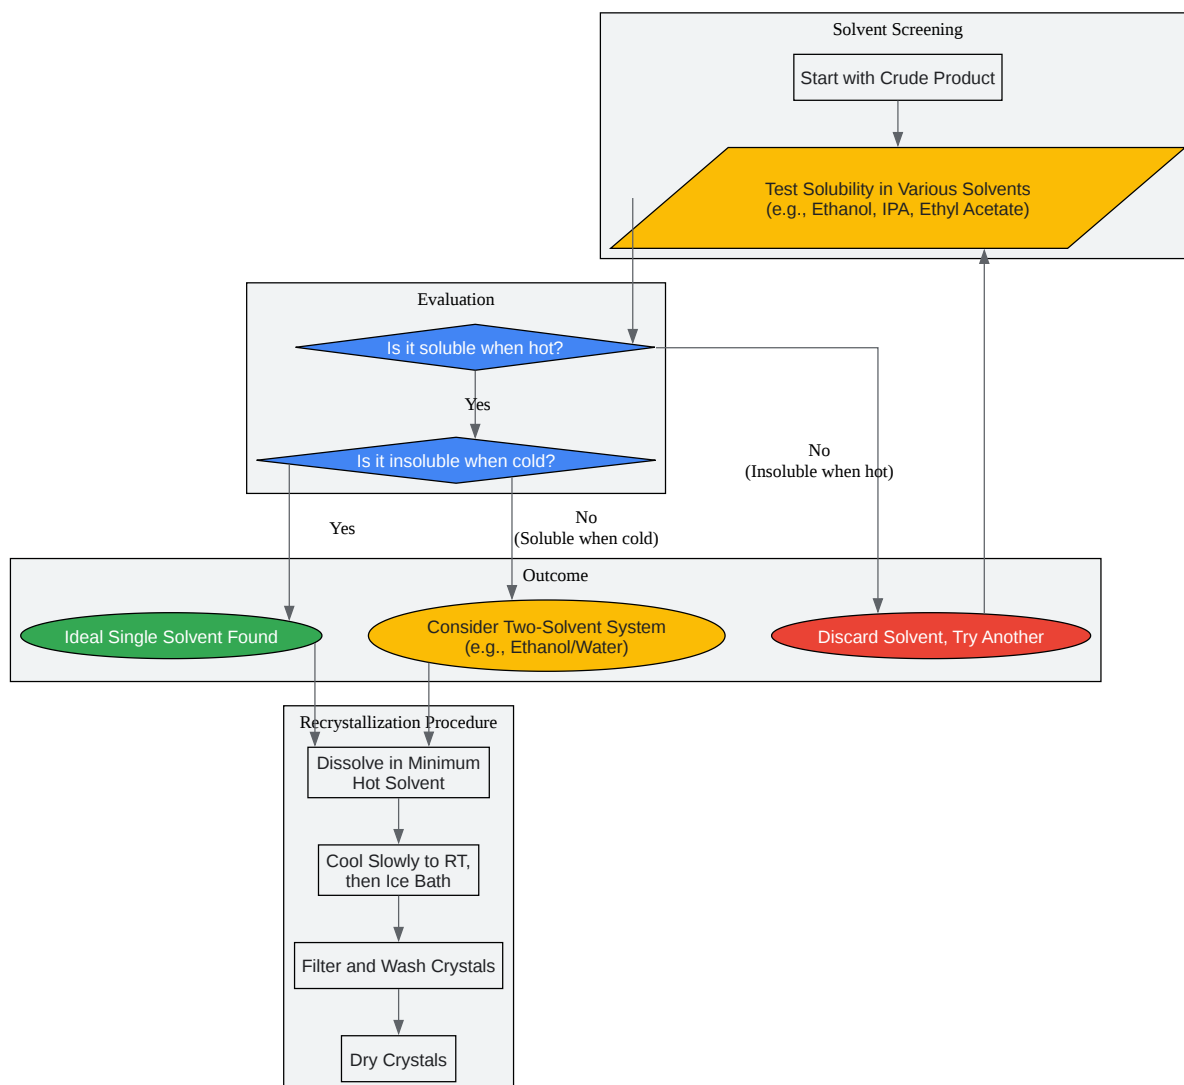 Solvent Screening
Start with Crude Product
Test Solubility in Various Solvents
(e.g., Ethanol, IPA, Ethyl Acetate)
Evaluation
Is it soluble when hot?
Yes
Is it insoluble when cold?
No
(Insoluble when hot)
Yes
No
(Soluble when cold)
Outcome
Ideal Single Solvent Found
Consider Two-Solvent System
(e.g., Ethanol/Water)
Discard Solvent, Try Another
Recrystallization Procedure
Dissolve in Minimum
Hot Solvent
Cool Slowly to RT,
then Ice Bath
Filter and Wash Crystals
Dry Crystals